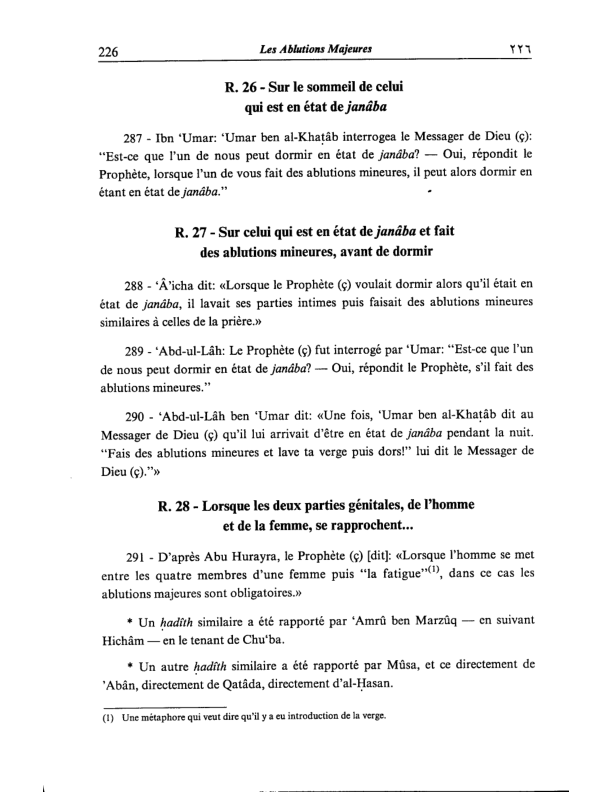 226 Les Ablutions Majeures ٢٢٦
R. 26 - Sur le sommeil de celui
qui est en état de janâba
287 - Ibn ‘Umar: ‘Umar ben al-Khaṭâb interrogea le Messager de Dieu (ç):
“Est-ce que l’un de nous peut dormir en état de janâba? — Oui, répondit le
Prophète, lorsque l’un de vous fait des ablutions mineures, il peut alors dormir en
étant en état de janâba.”
R. 27 - Sur celui qui est en état de janâba et fait
des ablutions mineures, avant de dormir
288 - ‘Â’icha dit: «Lorsque le Prophète (ç) voulait dormir alors qu’il était en
état de janâba, il lavait ses parties intimes puis faisait des ablutions mineures
similaires à celles de la prière.»
289 - ‘Abd-ul-Lâh: Le Prophète (ç) fut interrogé par ‘Umar: “Est-ce que l’un
de nous peut dormir en état de janâba? — Oui, répondit le Prophète, s’il fait des
ablutions mineures.”
290 - ‘Abd-ul-Lâh ben ‘Umar dit: «Une fois, ‘Umar ben al-Khaṭâb dit au
Messager de Dieu (ç) qu’il lui arrivait d’être en état de janâba pendant la nuit.
“Fais des ablutions mineures et lave ta verge puis dors!” lui dit le Messager de
Dieu (ç).”»
R. 28 - Lorsque les deux parties génitales, de l’homme
et de la femme, se rapprochent...
291 - D’après Abu Hurayra, le Prophète (ç) [dit]: «Lorsque l’homme se met
entre les quatre membres d’une femme puis “la fatigue”(1), dans ce cas les
ablutions majeures sont obligatoires.»
* Un ḥadîth similaire a été rapporté par ‘Amrû ben Marzûq — en suivant
Hichâm — en le tenant de Chu‘ba.
* Un autre ḥadîth similaire a été rapporté par Mûsa, et ce directement de
’Abân, directement de Qatâda, directement d’al-Ḥasan.
(1) Une métaphore qui veut dire qu’il y a eu introduction de la verge.